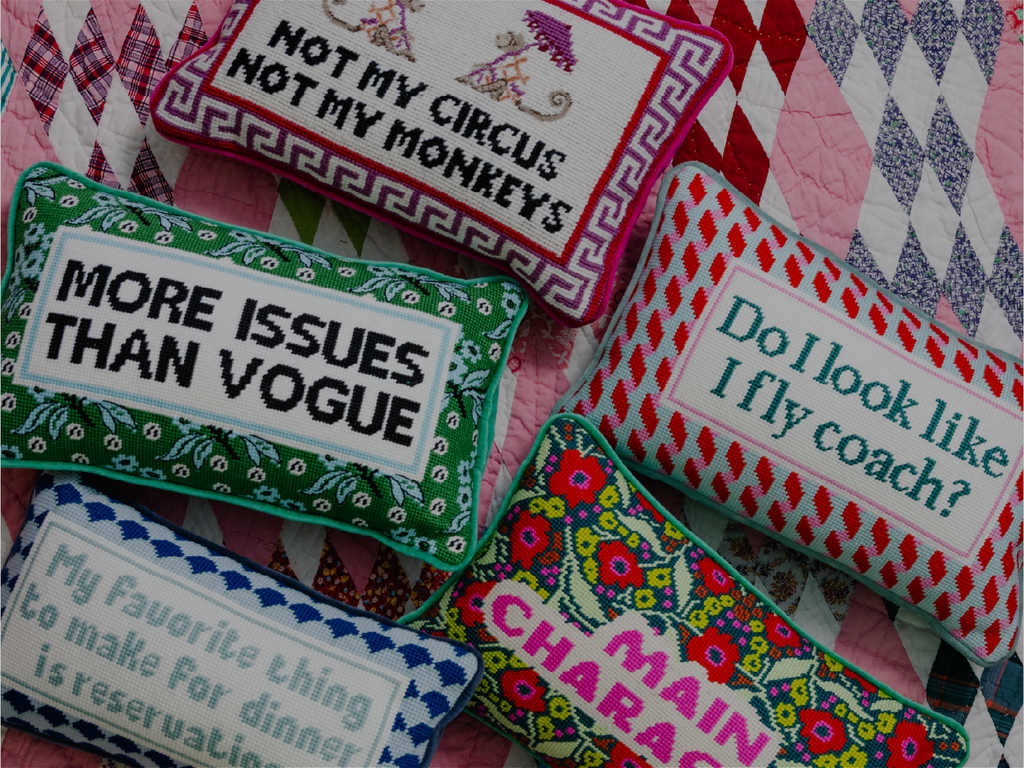 NOT MY CIRCUS
NOT MY MONKEYS
MORE ISSUES
THAN VOGUE
Do I look like
I fly coach?
My favorite thing
to make for dinner
is
MAIN